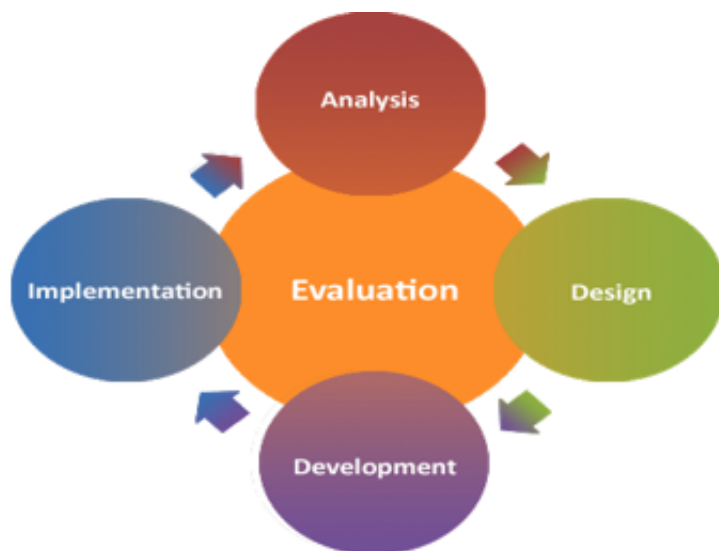 Analysis
Implementation
Evaluation
Design
Development